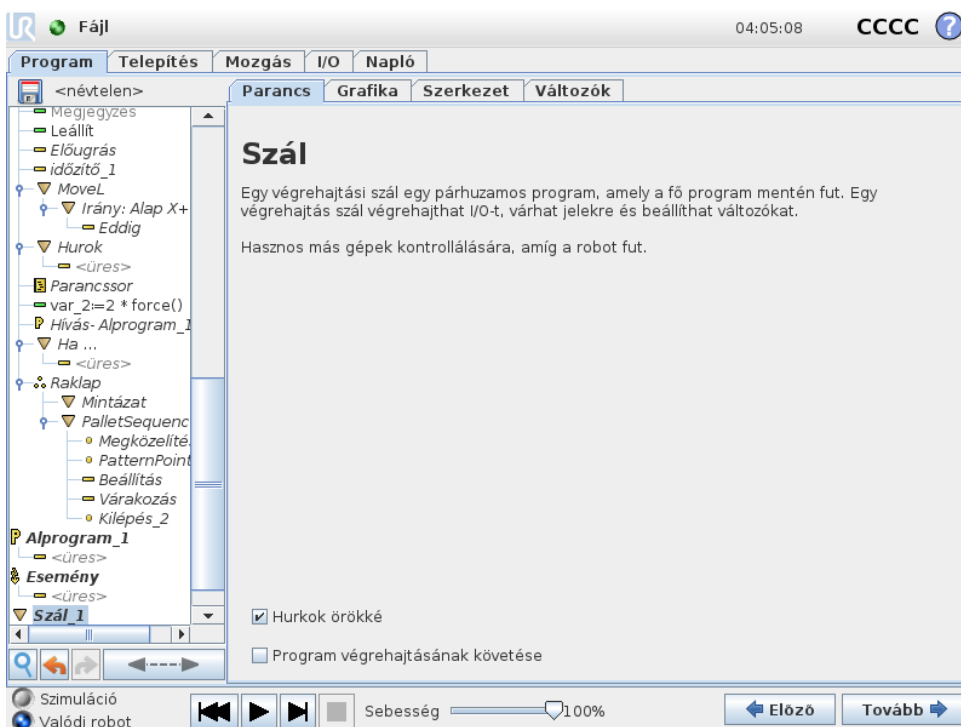 Fájl
04:05:08
CCCC
?
Program
Telepítés
Mozgás
I/O
Napló
<névtelen>
Parancs
Grafika
Szerkezet
Változók
Megjegyzés
Leállít
Előugrás
időzítő_1
MoveL
Irány: Alap X+
Eddig
Hurok
<üres>
Parancssor
var_2:=2 * force()
Hívás- Alprogram_1
Ha ...
<üres>
Raklap
Mintázat
PalletSequenc
Megközelíté
PatternPoint
Beállítás
Várakozás
Kilépés_2
Alprogram_1
<üres>
Esemény
<üres>
Szál_1
Szál
Egy végrehajtási szál egy párhuzamos program, amely a fő program mentén fut. Egy
végrehajtás szál végrehajthat I/O-t, várhat jelekre és beállíthat változókat.
Hasznos más gépek kontrollálására, amíg a robot fut.
Hurkok örökké
Program végrehajtásának követése
Szimuláció
Valódi robot
Sebesség
100%
Előző
Tovább